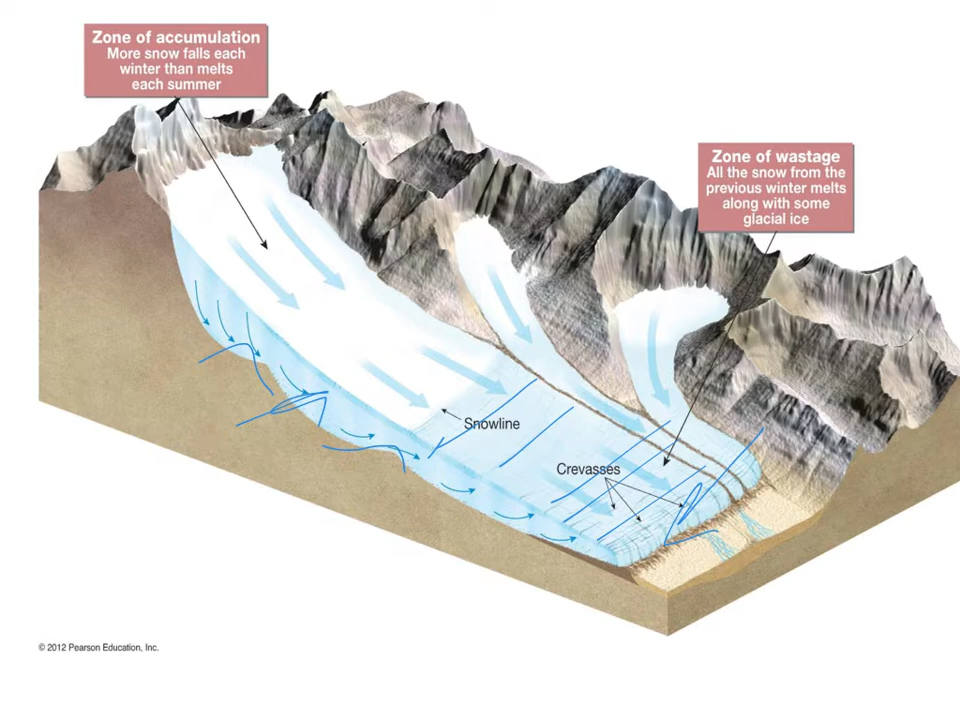 Zone of accumulation
More snow falls each
winter than melts
each summer
Zone of wastage
All the snow from the
previous winter melts
along with some
glacial ice
Snowline
Crevasses
© 2012 Pearson Education, Inc.